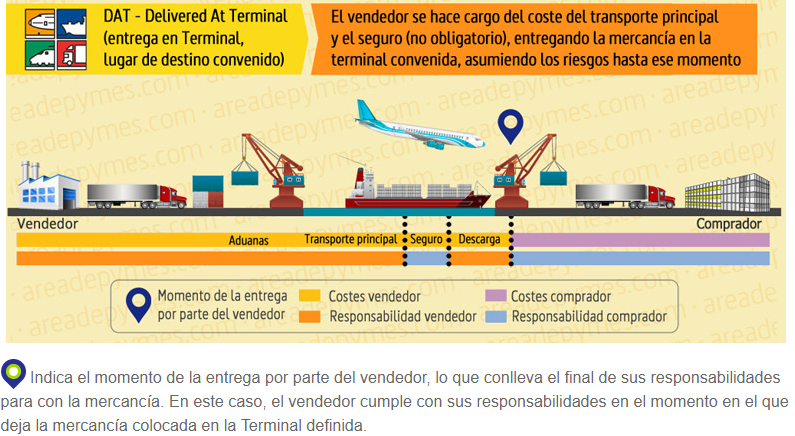 DAT - Delivered At Terminal
(entrega en Terminal,
lugar de destino convenido)
El vendedor se hace cargo del coste del transporte principal
y el seguro (no obligatorio), entregando la mercancía en la
terminal convenida, asumiendo los riesgos hasta ese momento
areadepymes.com · areadepymes.com
Vendedor
Comprador
Aduanas
Transporte principal
Seguro
Descarga
Momento de la entrega
por parte del vendedor
Costes vendedor
Responsabilidad vendedor
Costes comprador
Responsabilidad comprador
Indica el momento de la entrega por parte del vendedor, lo que conlleva el final de sus responsabilidades
para con la mercancía. En este caso, el vendedor cumple con sus responsabilidades en el momento en el que
deja la mercancía colocada en la Terminal definida.